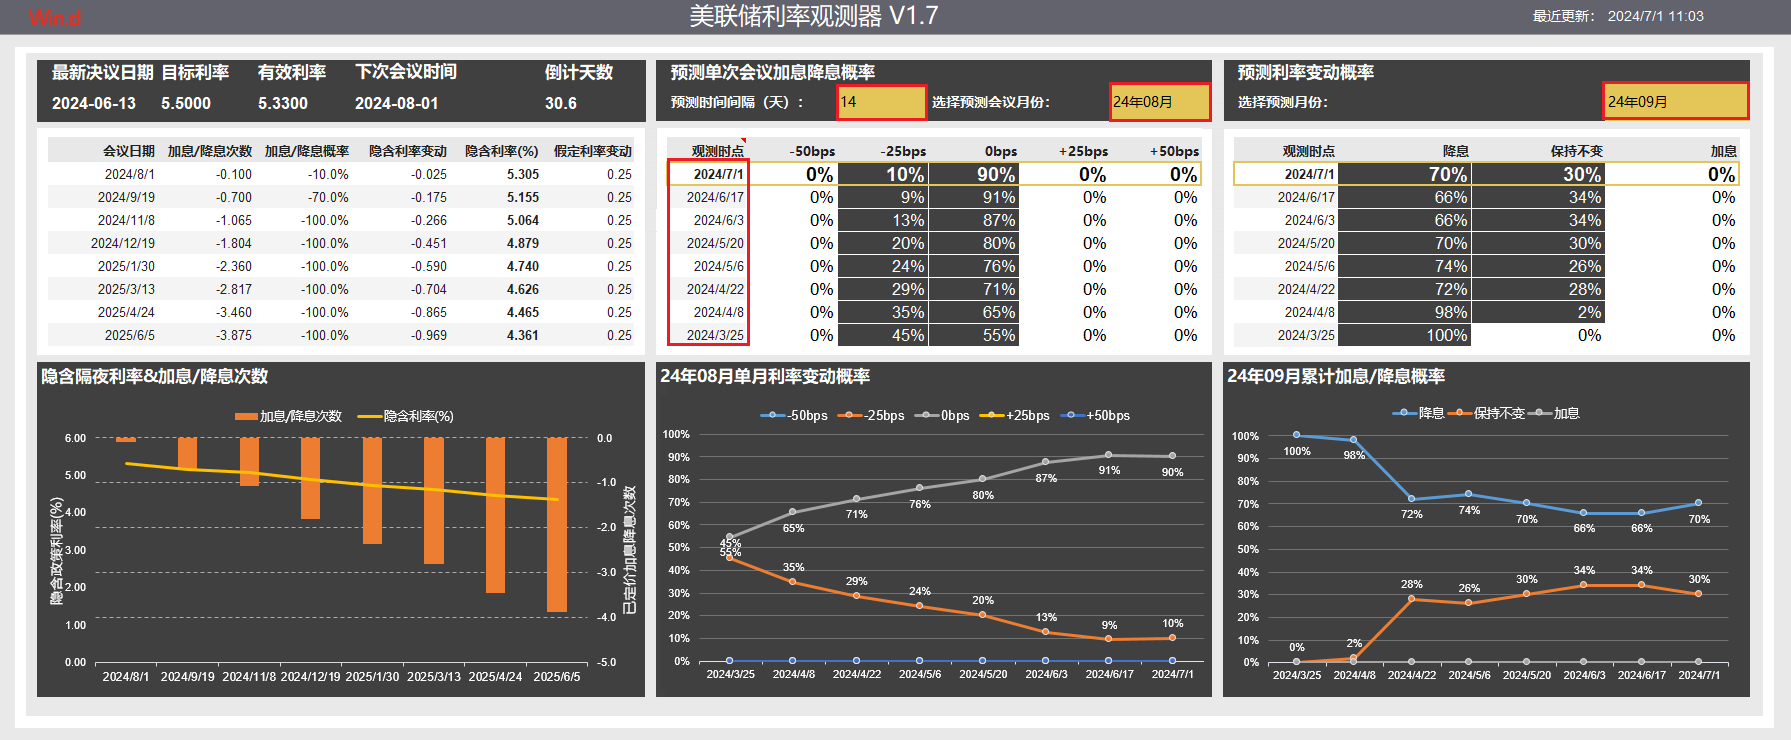 Win.d
美联储利率观测器 V1.7
最近更新： 2024/7/1 11:03
最新决议日期 目标利率 有效利率 下次会议时间 倒计天数
2024-06-13 5.5000 5.3300 2024-08-01 30.6
会议日期 加息/降息次数 加息/降息概率 隐含利率变动 隐含利率(%) 假定利率变动
2024/8/1 -0.100 -10.0% -0.025 5.305 0.25
2024/9/19 -0.700 -70.0% -0.175 5.155 0.25
2024/11/8 -1.065 -100.0% -0.266 5.064 0.25
2024/12/19 -1.804 -100.0% -0.451 4.879 0.25
2025/1/30 -2.360 -100.0% -0.590 4.740 0.25
2025/3/13 -2.817 -100.0% -0.704 4.626 0.25
2025/4/24 -3.460 -100.0% -0.865 4.465 0.25
2025/6/5 -3.875 -100.0% -0.969 4.361 0.25
预测单次会议加息降息概率
预测时间间隔（天）： 14 选择预测会议月份： 24年08月
观测时点 -50bps -25bps 0bps +25bps +50bps
2024/7/1 0% 10% 90% 0% 0%
2024/6/17 0% 9% 91% 0% 0%
2024/6/3 0% 13% 87% 0% 0%
2024/5/20 0% 20% 80% 0% 0%
2024/5/6 0% 24% 76% 0% 0%
2024/4/22 0% 29% 71% 0% 0%
2024/4/8 0% 35% 65% 0% 0%
2024/3/25 0% 45% 55% 0% 0%
预测利率变动概率
选择预测月份： 24年09月
观测时点 降息 保持不变 加息
2024/7/1 70% 30% 0%
2024/6/17 66% 34% 0%
2024/6/3 66% 34% 0%
2024/5/20 70% 30% 0%
2024/5/6 74% 26% 0%
2024/4/22 72% 28% 0%
2024/4/8 98% 2% 0%
2024/3/25 100% 0% 0%
隐含隔夜利率&加息/降息次数
加息/降息次数 隐含利率(%)
隐含政策利率(%)
6.00 0.0
5.00 -1.0
4.00 -2.0
3.00 -3.0
2.00 -4.0
1.00
0.00 -5.0
已定价加息降息次数
2024/8/1 2024/9/19 2024/11/8 2024/12/19 2025/1/30 2025/3/13 2025/4/24 2025/6/5
24年08月单月利率变动概率
-50bps -25bps 0bps +25bps +50bps
100%
90%
80%
70%
60%
50%
40%
30%
20%
10%
0%
55% 65% 71% 76% 80% 87% 91% 90%
45% 35% 29% 24% 20% 13% 9% 10%
2024/3/25 2024/4/8 2024/4/22 2024/5/6 2024/5/20 2024/6/3 2024/6/17 2024/7/1
24年09月累计加息/降息概率
降息 保持不变 加息
100%
90%
80%
70%
60%
50%
40%
30%
20%
10%
0%
100% 98% 72% 74% 70% 66% 66% 70%
0% 2% 28% 26% 30% 34% 34% 30%
2024/3/25 2024/4/8 2024/4/22 2024/5/6 2024/5/20 2024/6/3 2024/6/17 2024/7/1